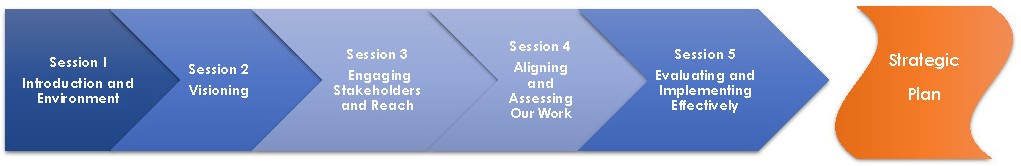 Session 1
Introduction and
Environment
Session 2
Visioning
Session 3
Engaging
Stakeholders
and Reach
Session 4
Aligning
and
Assessing
Our Work
Session 5
Evaluating and
Implementing
Effectively
Strategic
Plan